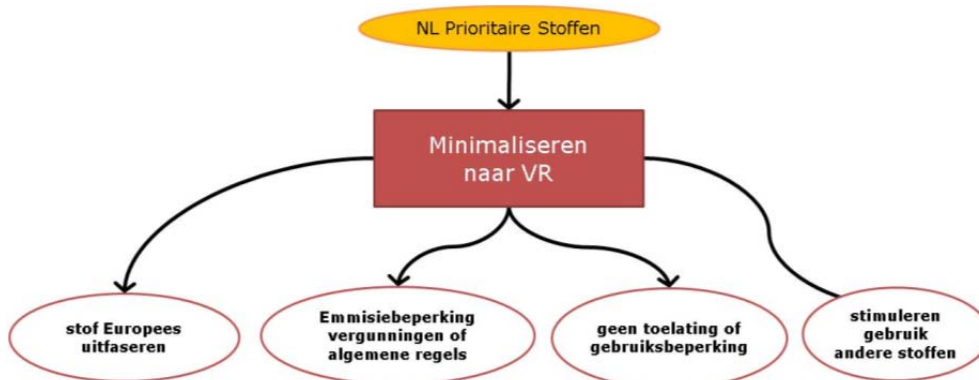 NL Prioritaire Stoffen
Minimaliseren
naar VR
stof Europees
uitfaseren
Emmisiebeperking
vergunningen of
algemene regels
geen toelating of
gebruiksbeperking
stimuleren
gebruik
andere stoffen